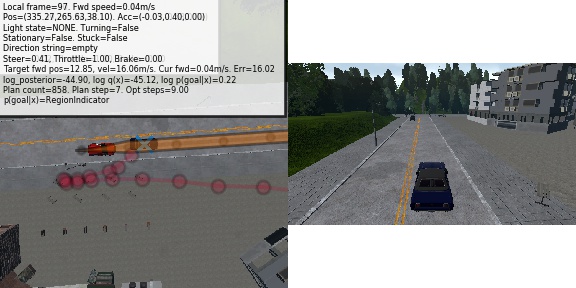 Local frame=97. Fwd speed=0.04m/s
Pos=(335.27,265.63,38.10). Acc=(-0.03,0.40,0.00)
Light state=NONE. Turning=False
Stationary=False. Stuck=False
Direction string=empty
Steer=0.41, Throttle=1.00, Brake=0.00
Target fwd pos=12.85, vel=16.06m/s. Cur fwd=0.04m/s. Err=16.02
log_posterior=-44.90, log q(x)=-45.12, log p(goal|x)=0.22
Plan count=858. Plan step=7. Opt steps=9.00
p(goal|x)=RegionIndicator